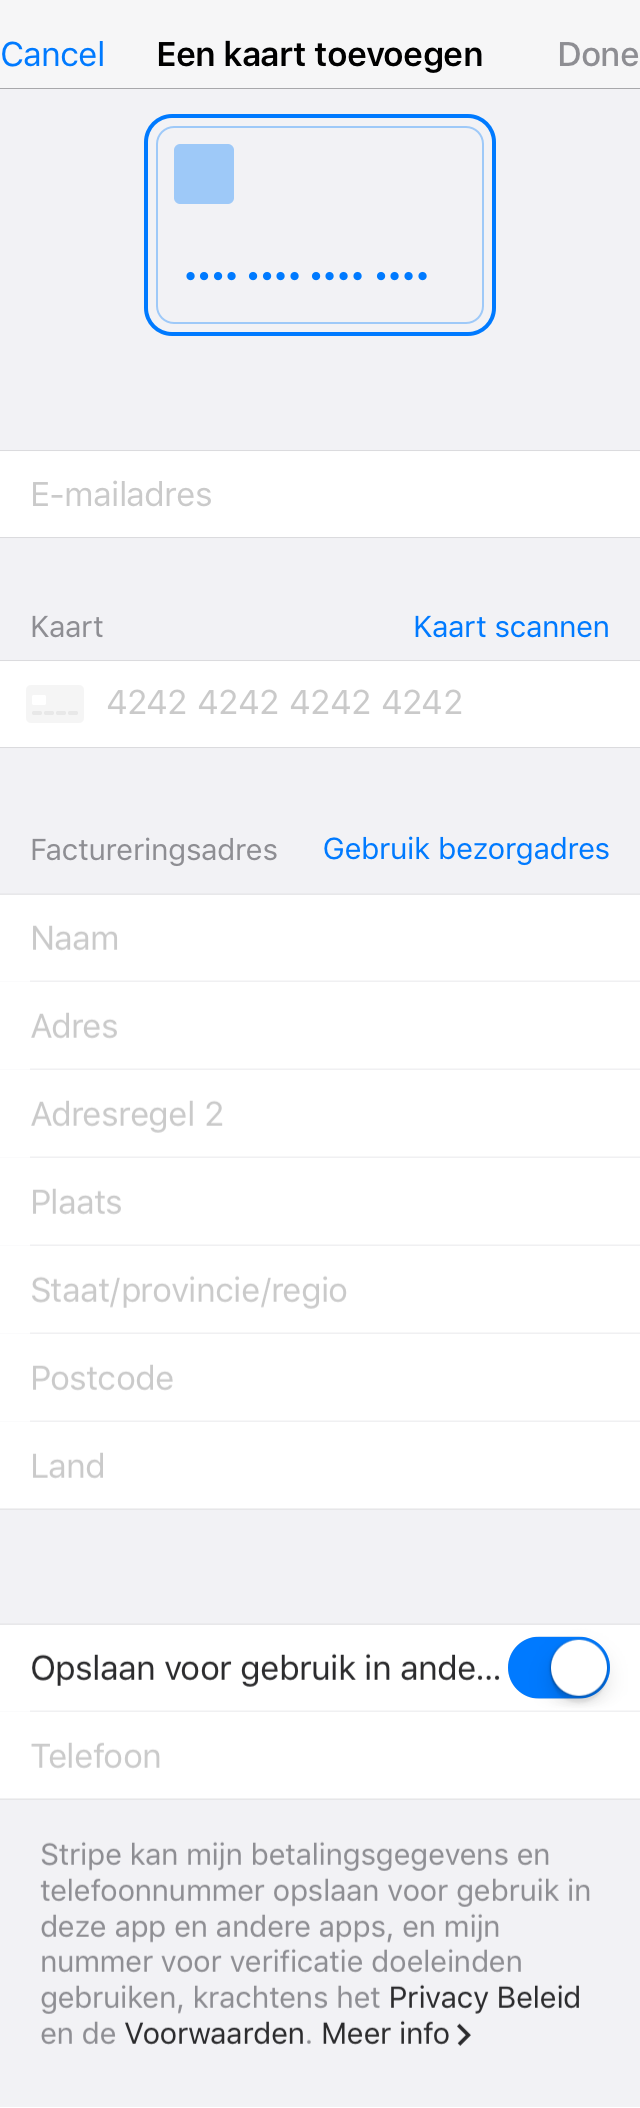 Cancel Een kaart toevoegen Done
•••• •••• •••• ••••
E-mailadres
Kaart Kaart scannen
4242 4242 4242 4242
Factureringsadres Gebruik bezorgadres
Naam
Adres
Adresregel 2
Plaats
Staat/provincie/regio
Postcode
Land
Opslaan voor gebruik in ande...
Telefoon
Stripe kan mijn betalingsgegevens en
telefoonnummer opslaan voor gebruik in
deze app en andere apps, en mijn
nummer voor verificatie doeleinden
gebruiken, krachtens het Privacy Beleid
en de Voorwaarden. Meer info